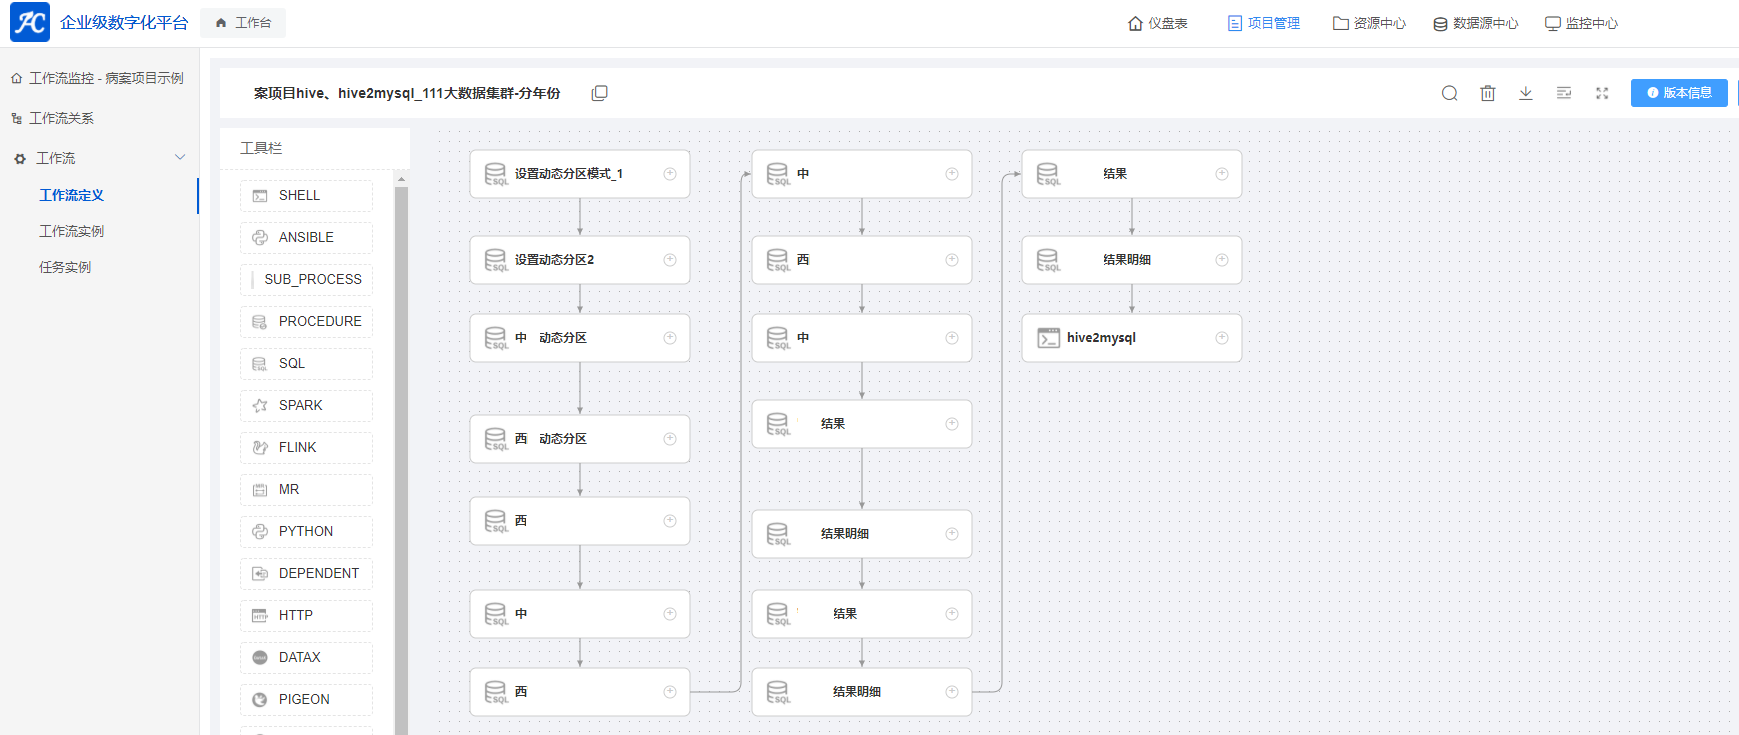 企业级数字化平台
工作台
仪盘表
项目管理
资源中心
数据源中心
监控中心
工作流监控 - 病案项目示例
工作流关系
工作流
工作流定义
工作流实例
任务实例
案项目hive、hive2mysql_111大数据集群-分年份
版本信息
工具栏
SHELL
ANSIBLE
SUB_PROCESS
PROCEDURE
SQL
SPARK
FLINK
MR
PYTHON
DEPENDENT
HTTP
DATAX
PIGEON
设置动态分区模式_1
设置动态分区2
中 动态分区
西 动态分区
西
中
西
中
西
中
结果
结果明细
结果
结果明细
结果
结果明细
hive2mysql